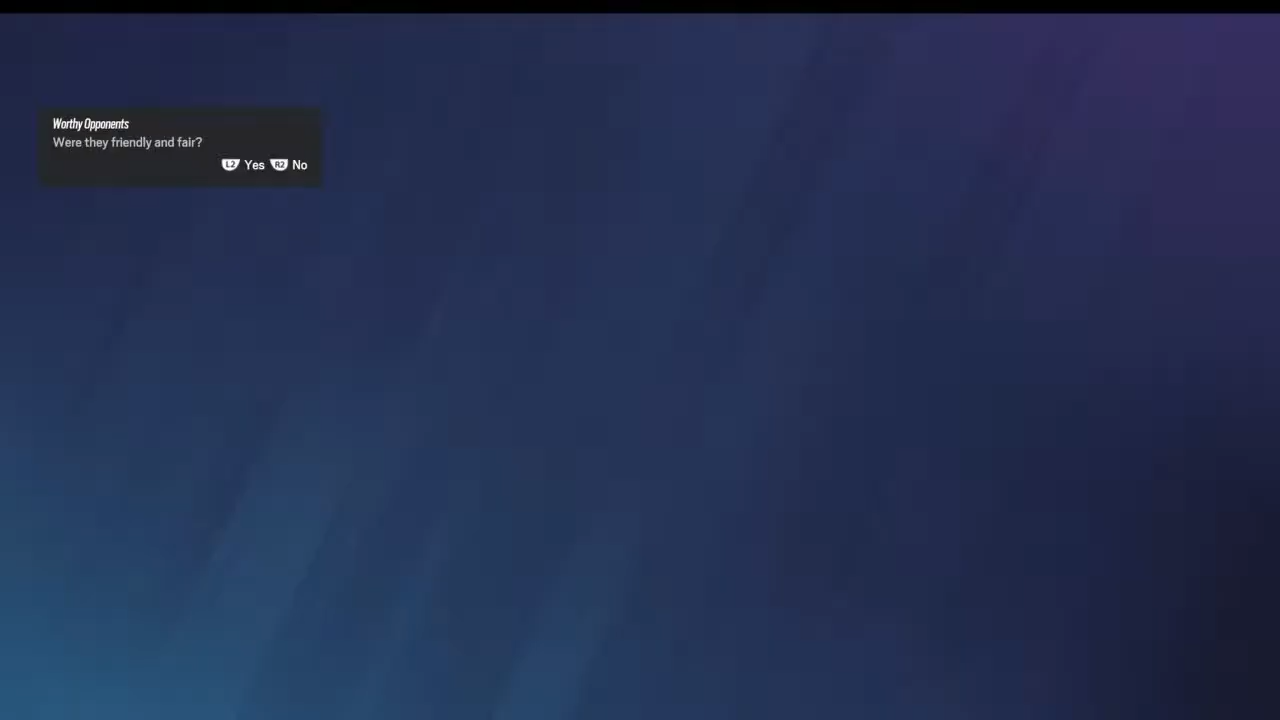 Worthy Opponents
Were they friendly and fair?
L2 Yes R2 No